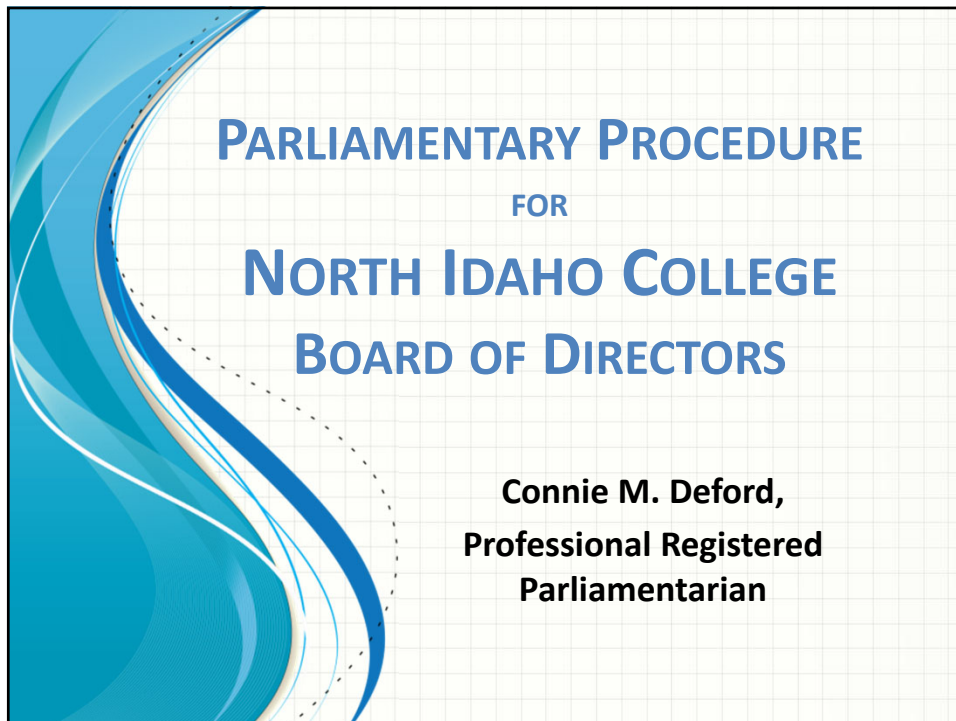 PARLIAMENTARY PROCEDURE
FOR
NORTH IDAHO COLLEGE
BOARD OF DIRECTORS
Connie M. Deford,
Professional Registered
Parliamentarian